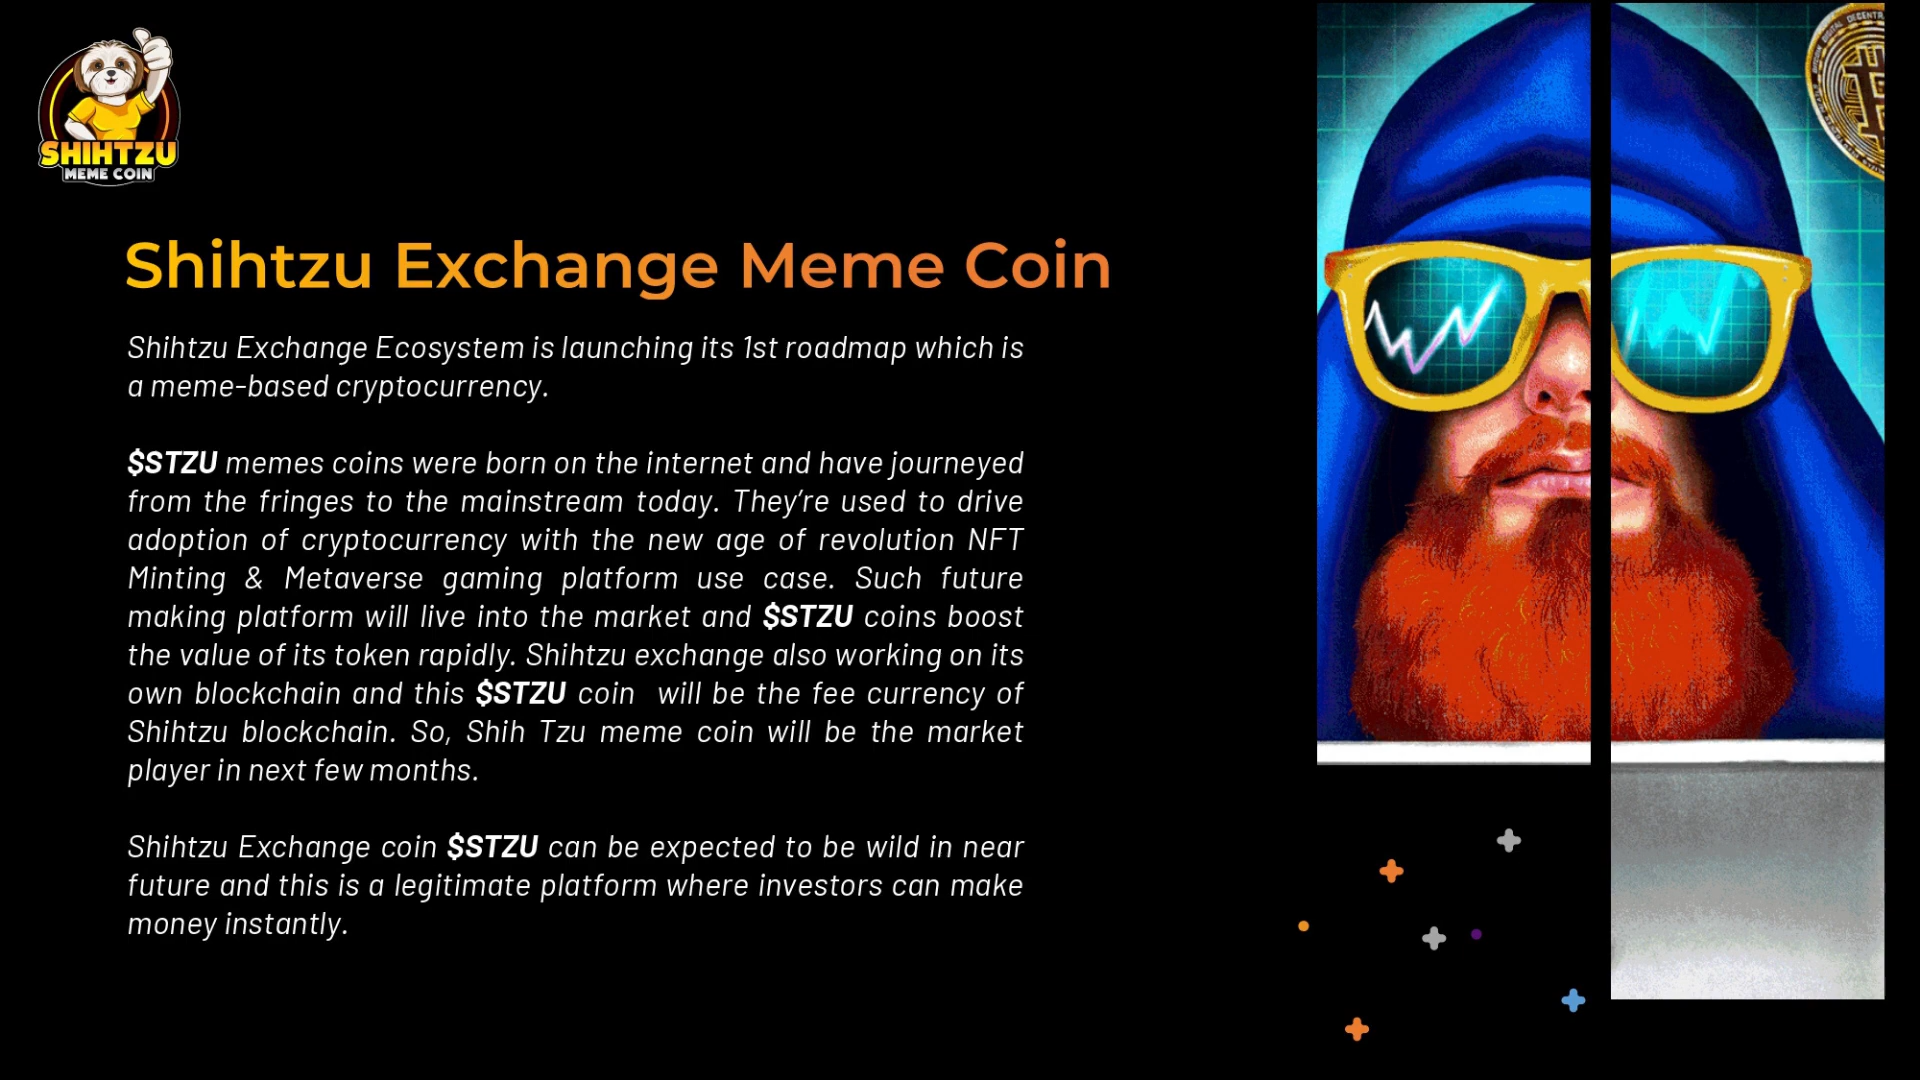 SHIHTZU
MEME COIN
Shihtzu Exchange Meme Coin
Shihtzu Exchange Ecosystem is launching its 1st roadmap which is
a meme-based cryptocurrency.
$STZU memes coins were born on the internet and have journeyed
from the fringes to the mainstream today. They're used to drive
adoption of cryptocurrency with the new age of revolution NFT
Minting & Metaverse gaming platform use case. Such future
making platform will live into the market and $STZU coins boost
the value of its token rapidly. Shihtzu exchange also working on its
own blockchain and this $STZU coin will be the fee currency of
Shihtzu blockchain. So, Shih Tzu meme coin will be the market
player in next few months.
Shihtzu Exchange coin $STZU can be expected to be wild in near
future and this is a legitimate platform where investors can make
money instantly.